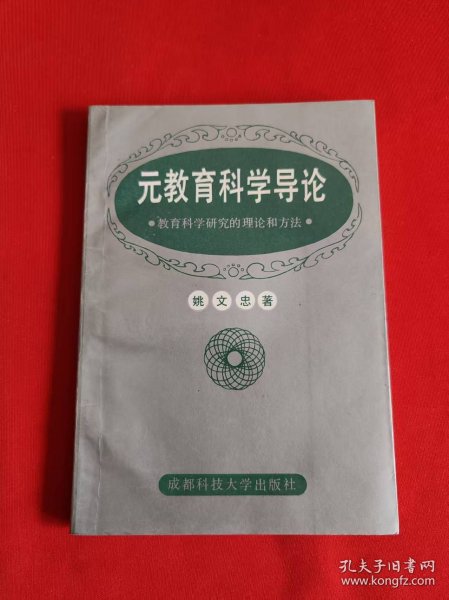 元教育科学导论
•教育科学研究的理论和方法•
姚文忠著
成都科技大学出版社
孔夫子旧书网
www.kongfz.com